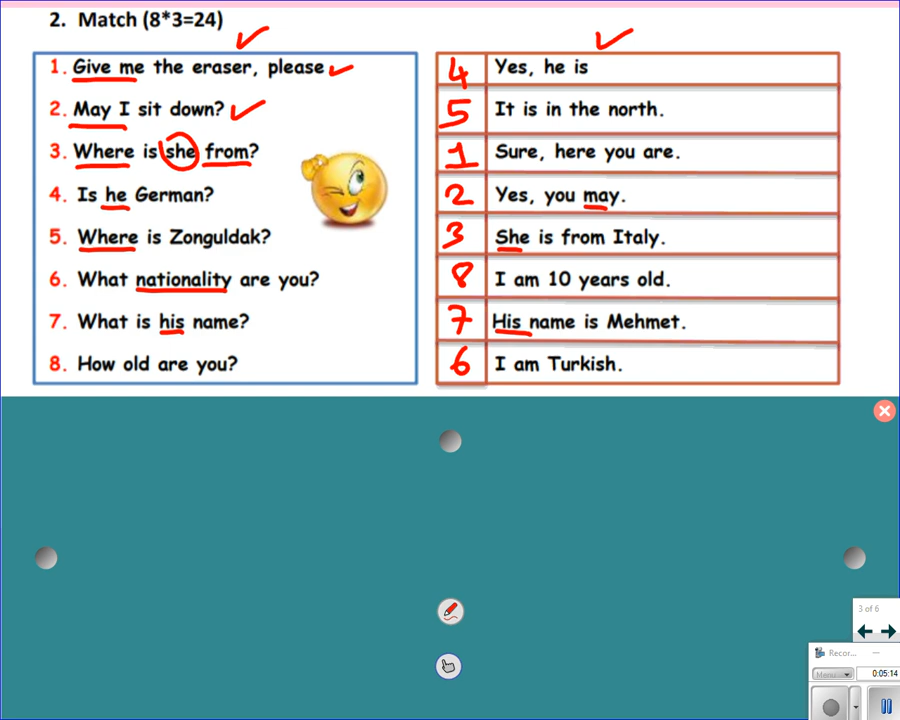 2. Match (8*3=24)
1. Give me the eraser, please
2. May I sit down?
3. Where is she from?
4. Is he German?
5. Where is Zonguldak?
6. What nationality are you?
7. What is his name?
8. How old are you?
4 Yes, he is
5 It is in the north.
1 Sure, here you are.
2 Yes, you may.
3 She is from Italy.
8 I am 10 years old.
7 His name is Mehmet.
6 I am Turkish.
3 of 6
Recor...
Menu
0:05:14